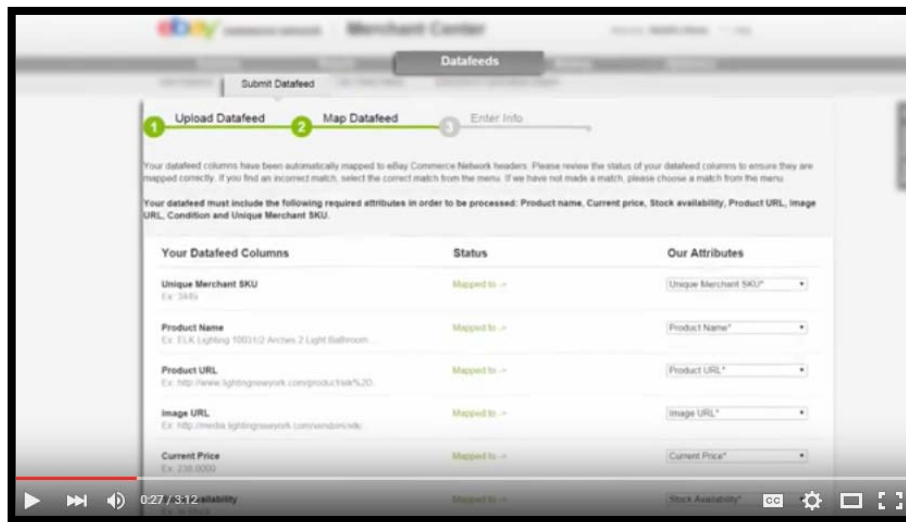 ebay Merchant Center
Datafeeds
Submit Datafeed
1 Upload Datafeed 2 Map Datafeed 3 Enter Info
Your datafeed columns have been automatically mapped to eBay Commerce Network headers. Please review the status of your datafeed columns to ensure they are
mapped correctly. If you find an incorrect match, select the correct match from the menu. If we have not made a match, please choose a match from the menu.
Your datafeed must include the following required attributes in order to be processed: Product name, Current price, Stock availability, Product URL, Image
URL, Condition and Unique Merchant SKU.
Your Datafeed Columns Status Our Attributes
Unique Merchant SKU Mapped to -> Unique Merchant SKU*
Ex:
Product Name Mapped to -> Product Name*
Ex: ELK Lighting 10031/2 Arches 2 Light Bathroom ...
Product URL Mapped to -> Product URL*
Image URL Mapped to -> Image URL*
Current Price Mapped to -> Current Price*
Ex: 238.0000
Availability Mapped to -> Stock Availability*
0:27 / 3:12 CC